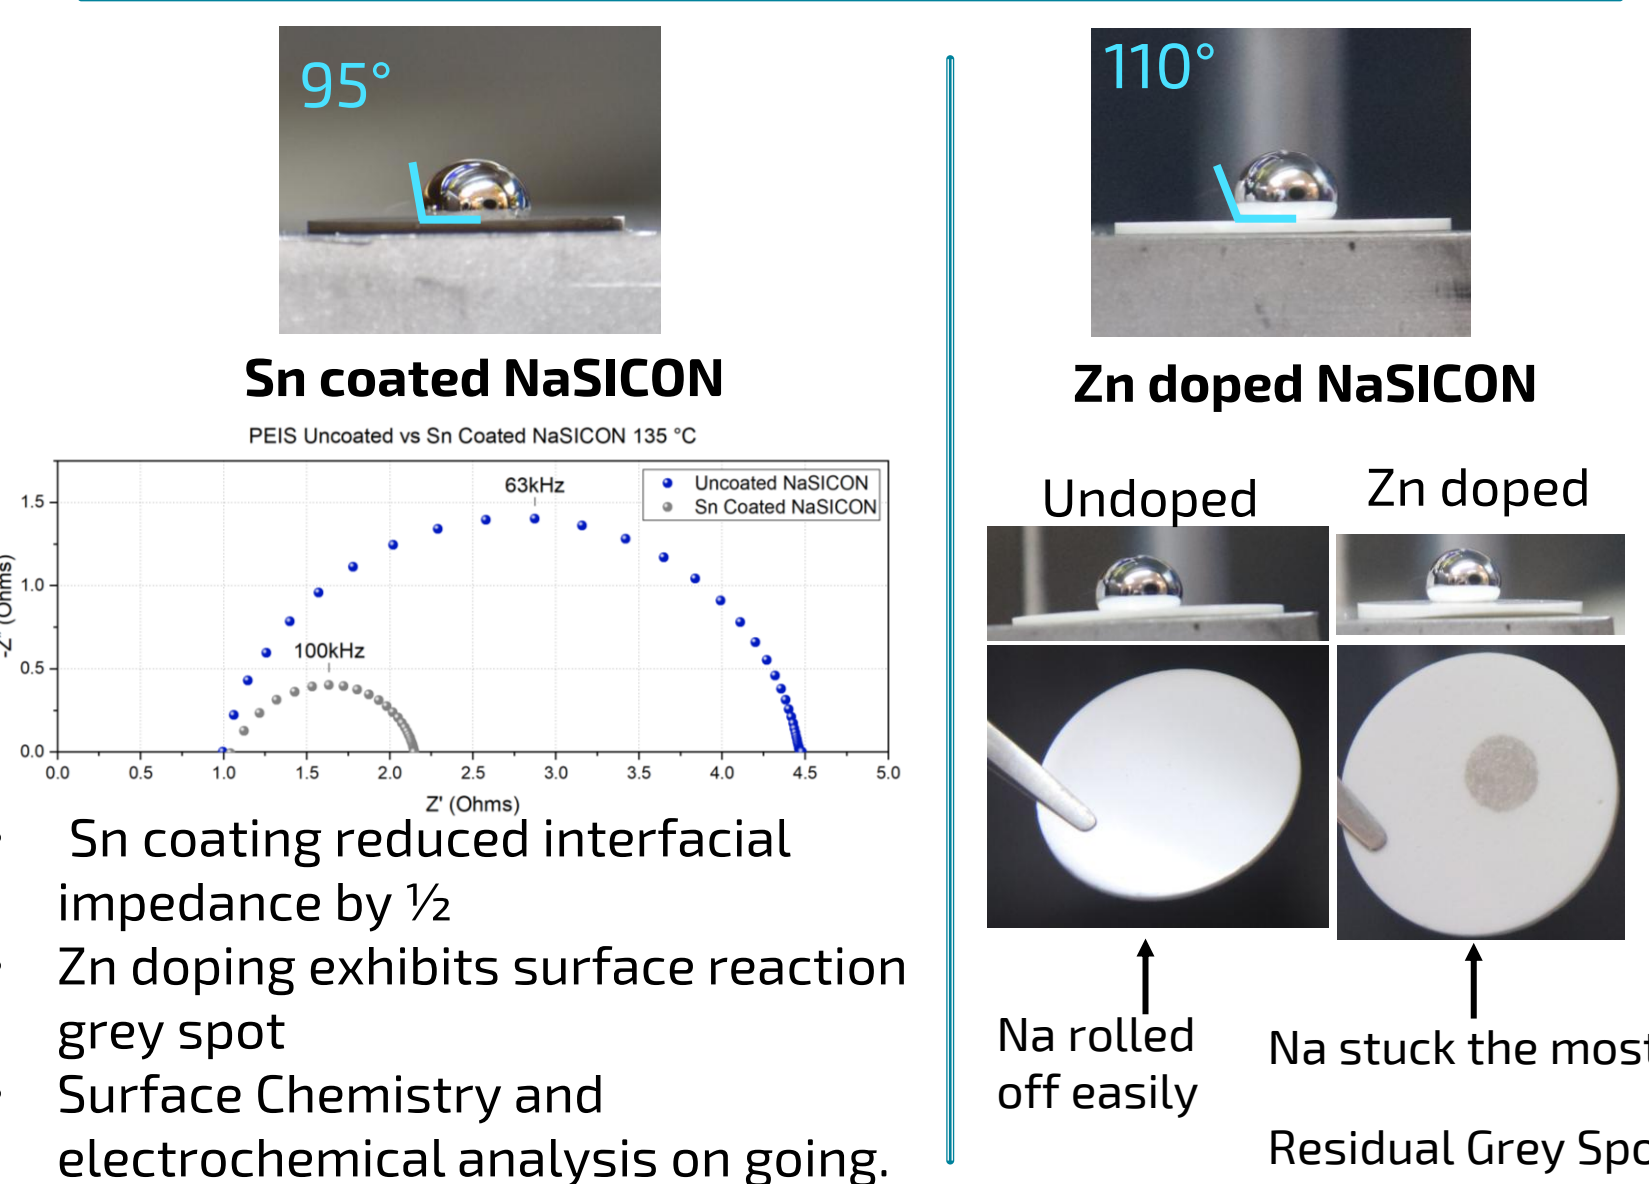 95°
Sn coated NaSICON
PEIS Uncoated vs Sn Coated NaSICON 135 °C
Uncoated NaSICON
Sn Coated NaSICON
63kHz
100kHz
1.5
1.0
0.5
0.0
0.0 0.5 1.0 1.5 2.0 2.5 3.0 3.5 4.0 4.5 5.0
-Z" (Ohms)
Z' (Ohms)
Sn coating reduced interfacial
impedance by ½
Zn doping exhibits surface reaction
grey spot
Surface Chemistry and
electrochemical analysis on going.
110°
Zn doped NaSICON
Undoped
Zn doped
Na rolled
off easily
Na stuck the most
Residual Grey